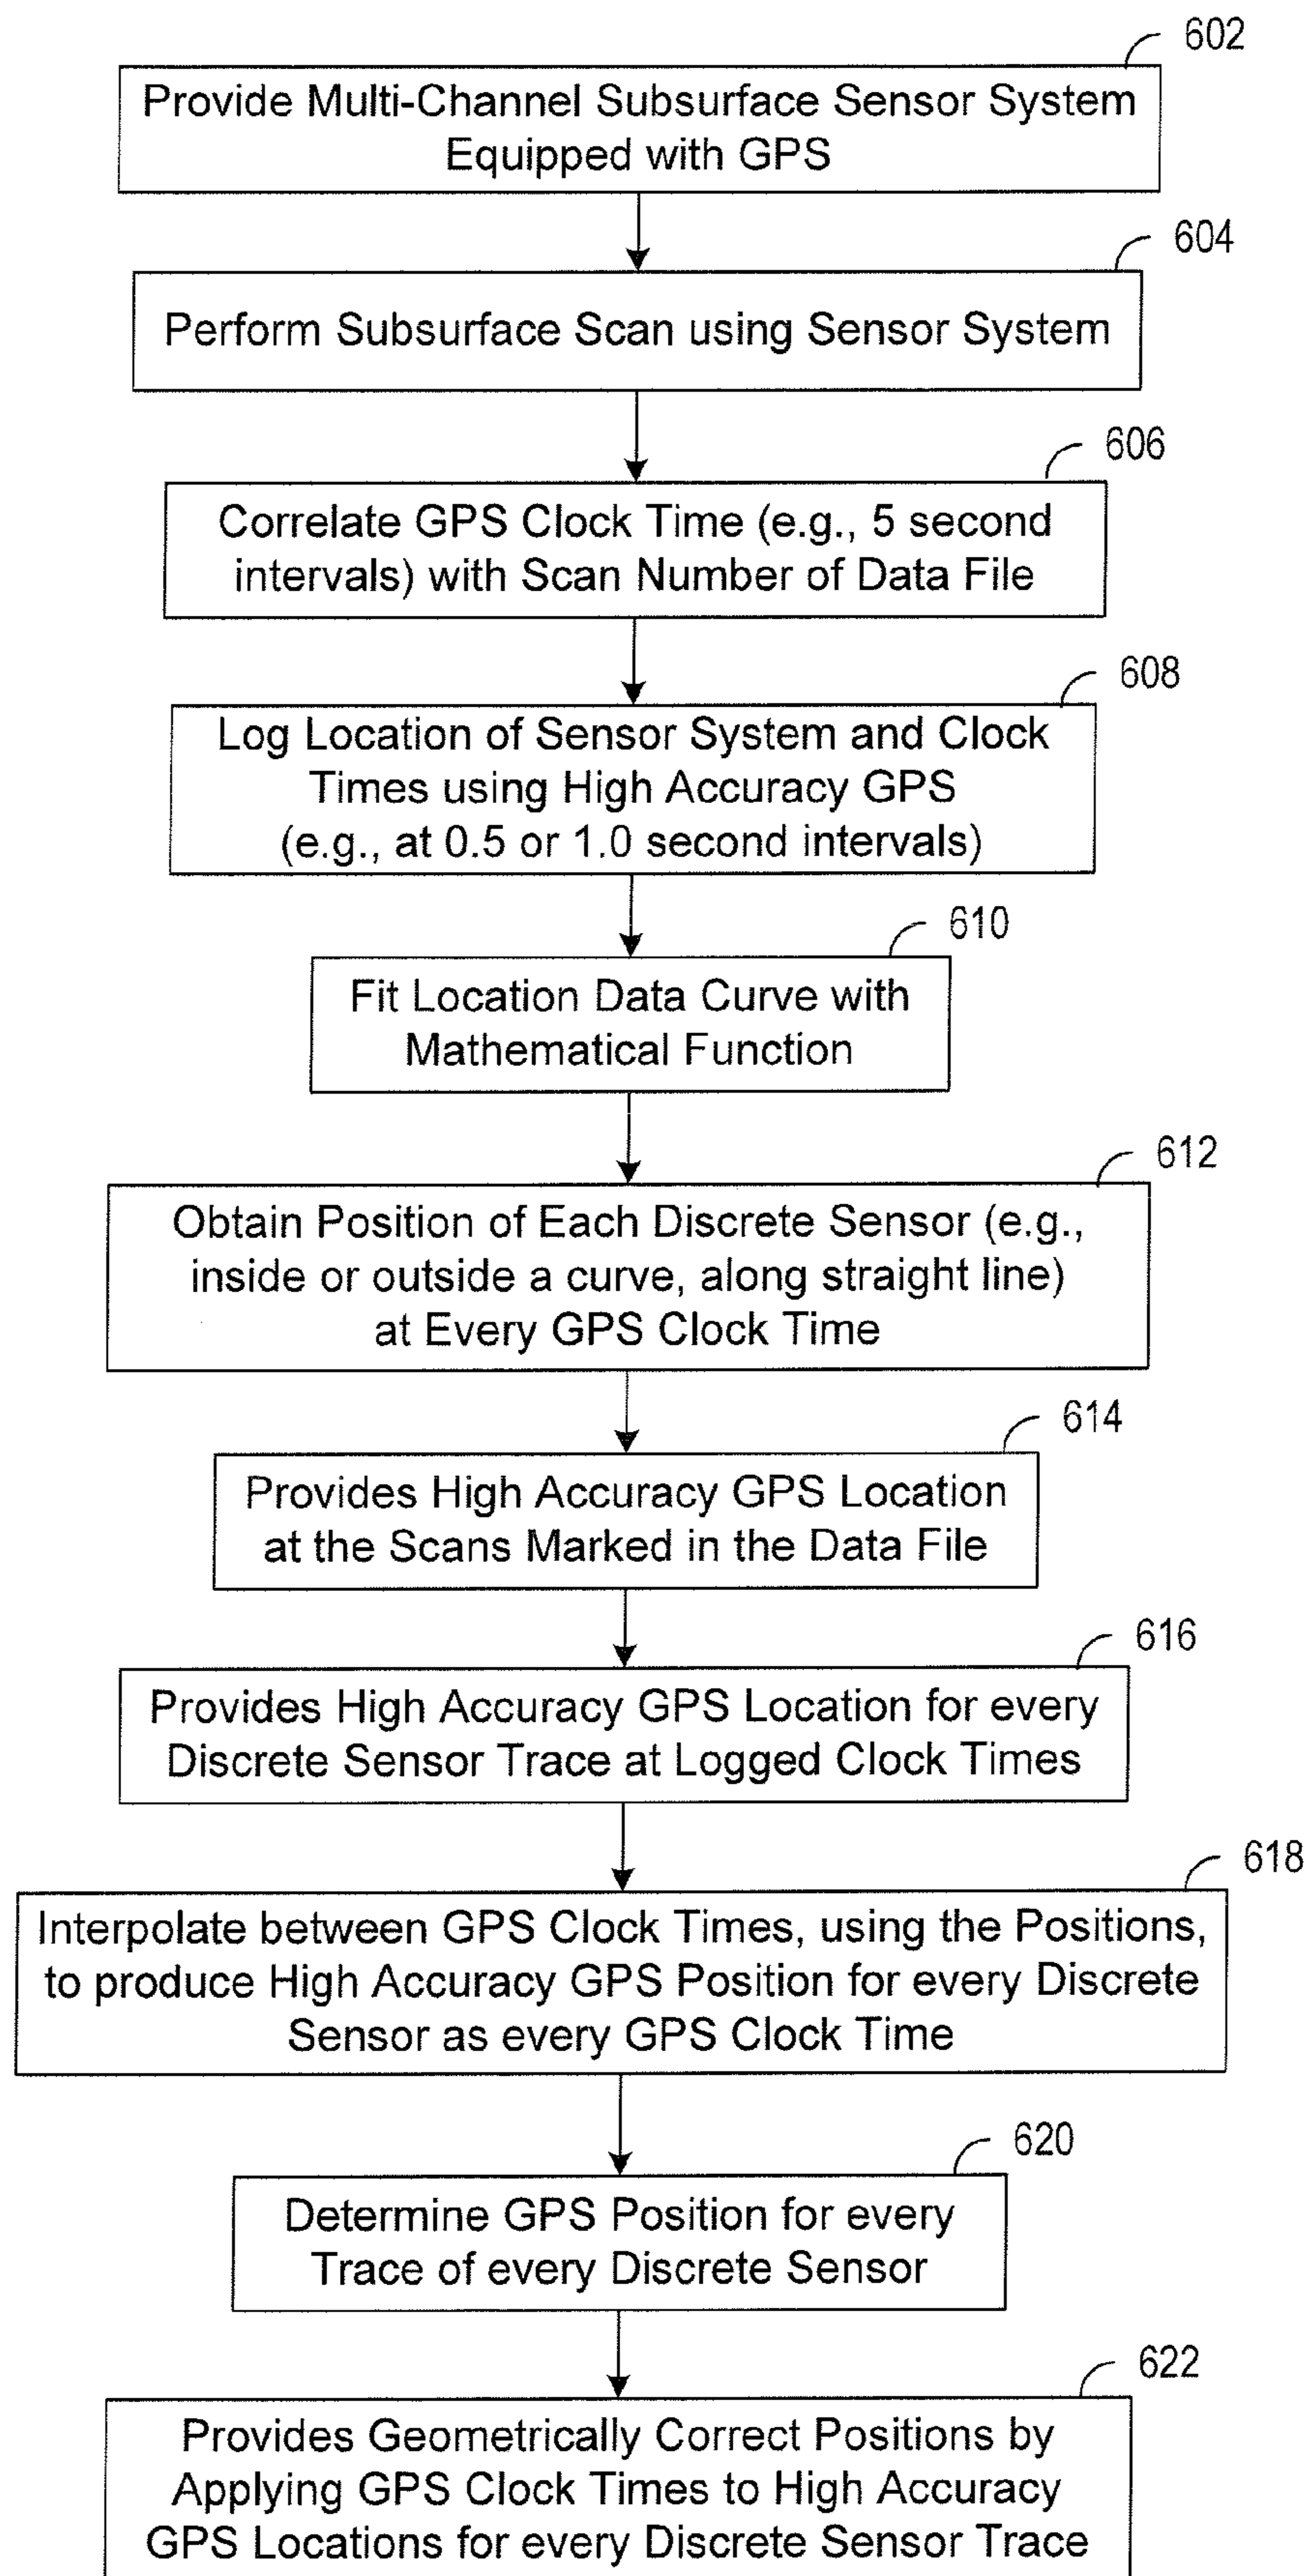 602
Provide Multi-Channel Subsurface Sensor System
Equipped with GPS
604
Perform Subsurface Scan using Sensor System
606
Correlate GPS Clock Time (e.g., 5 second
intervals) with Scan Number of Data File
608
Log Location of Sensor System and Clock
Times using High Accuracy GPS
(e.g., at 0.5 or 1.0 second intervals)
610
Fit Location Data Curve with
Mathematical Function
612
Obtain Position of Each Discrete Sensor (e.g.,
inside or outside a curve, along straight line)
at Every GPS Clock Time
614
Provides High Accuracy GPS Location
at the Scans Marked in the Data File
616
Provides High Accuracy GPS Location for every
Discrete Sensor Trace at Logged Clock Times
618
Interpolate between GPS Clock Times, using the Positions,
to produce High Accuracy GPS Position for every Discrete
Sensor as every GPS Clock Time
620
Determine GPS Position for every
Trace of every Discrete Sensor
622
Provides Geometrically Correct Positions by
Applying GPS Clock Times to High Accuracy
GPS Locations for every Discrete Sensor Trace